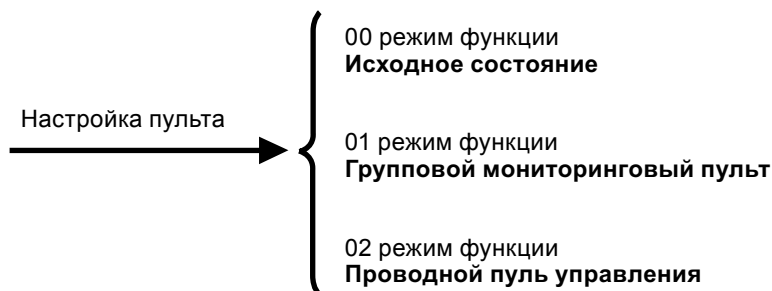 00 режим функции
Исходное состояние
Настройка пульта
01 режим функции
Групповой мониторинговый пульт
02 режим функции
Проводной пуль управления